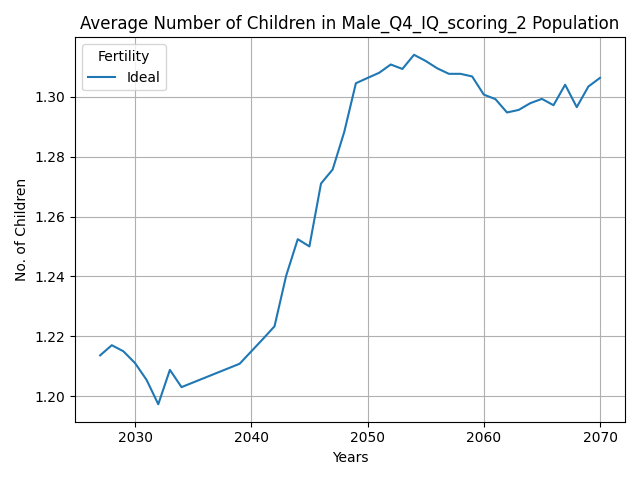 Average Number of Children in Male_Q4_IQ_scoring_2 Population
Fertility
Ideal
No. of Children
1.30
1.28
1.26
1.24
1.22
1.20
2030 2040 2050 2060 2070
Years